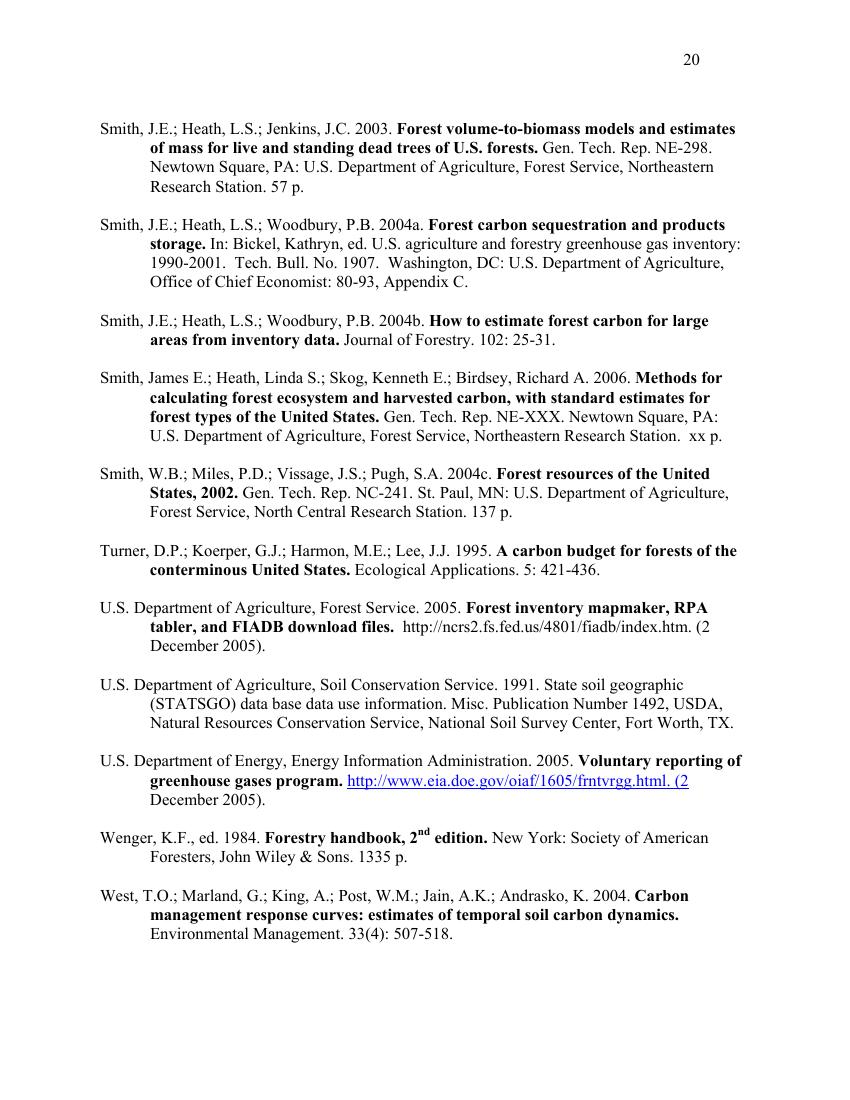 20
Smith, J.E.; Heath, L.S.; Jenkins, J.C. 2003. Forest volume-to-biomass models and estimates
of mass for live and standing dead trees of U.S. forests. Gen. Tech. Rep. NE-298.
Newtown Square, PA: U.S. Department of Agriculture, Forest Service, Northeastern
Research Station. 57 p.
Smith, J.E.; Heath, L.S.; Woodbury, P.B. 2004a. Forest carbon sequestration and products
storage. In: Bickel, Kathryn, ed. U.S. agriculture and forestry greenhouse gas inventory:
1990-2001.  Tech. Bull. No. 1907.  Washington, DC: U.S. Department of Agriculture,
Office of Chief Economist: 80-93, Appendix C.
Smith, J.E.; Heath, L.S.; Woodbury, P.B. 2004b. How to estimate forest carbon for large
areas from inventory data. Journal of Forestry. 102: 25-31.
Smith, James E.; Heath, Linda S.; Skog, Kenneth E.; Birdsey, Richard A. 2006. Methods for
calculating forest ecosystem and harvested carbon, with standard estimates for
forest types of the United States. Gen. Tech. Rep. NE-XXX. Newtown Square, PA:
U.S. Department of Agriculture, Forest Service, Northeastern Research Station.  xx p.
Smith, W.B.; Miles, P.D.; Vissage, J.S.; Pugh, S.A. 2004c. Forest resources of the United
States, 2002. Gen. Tech. Rep. NC-241. St. Paul, MN: U.S. Department of Agriculture,
Forest Service, North Central Research Station. 137 p.
Turner, D.P.; Koerper, G.J.; Harmon, M.E.; Lee, J.J. 1995. A carbon budget for forests of the
conterminous United States. Ecological Applications. 5: 421-436.
U.S. Department of Agriculture, Forest Service. 2005. Forest inventory mapmaker, RPA
tabler, and FIADB download files.  http://ncrs2.fs.fed.us/4801/fiadb/index.htm. (2
December 2005).
U.S. Department of Agriculture, Soil Conservation Service. 1991. State soil geographic
(STATSGO) data base data use information. Misc. Publication Number 1492, USDA,
Natural Resources Conservation Service, National Soil Survey Center, Fort Worth, TX.
U.S. Department of Energy, Energy Information Administration. 2005. Voluntary reporting of
greenhouse gases program. http://www.eia.doe.gov/oiaf/1605/frntvrgg.html. (2
December 2005).
Wenger, K.F., ed. 1984. Forestry handbook, 2nd edition. New York: Society of American
Foresters, John Wiley & Sons. 1335 p.
West, T.O.; Marland, G.; King, A.; Post, W.M.; Jain, A.K.; Andrasko, K. 2004. Carbon
management response curves: estimates of temporal soil carbon dynamics.
Environmental Management. 33(4): 507-518.